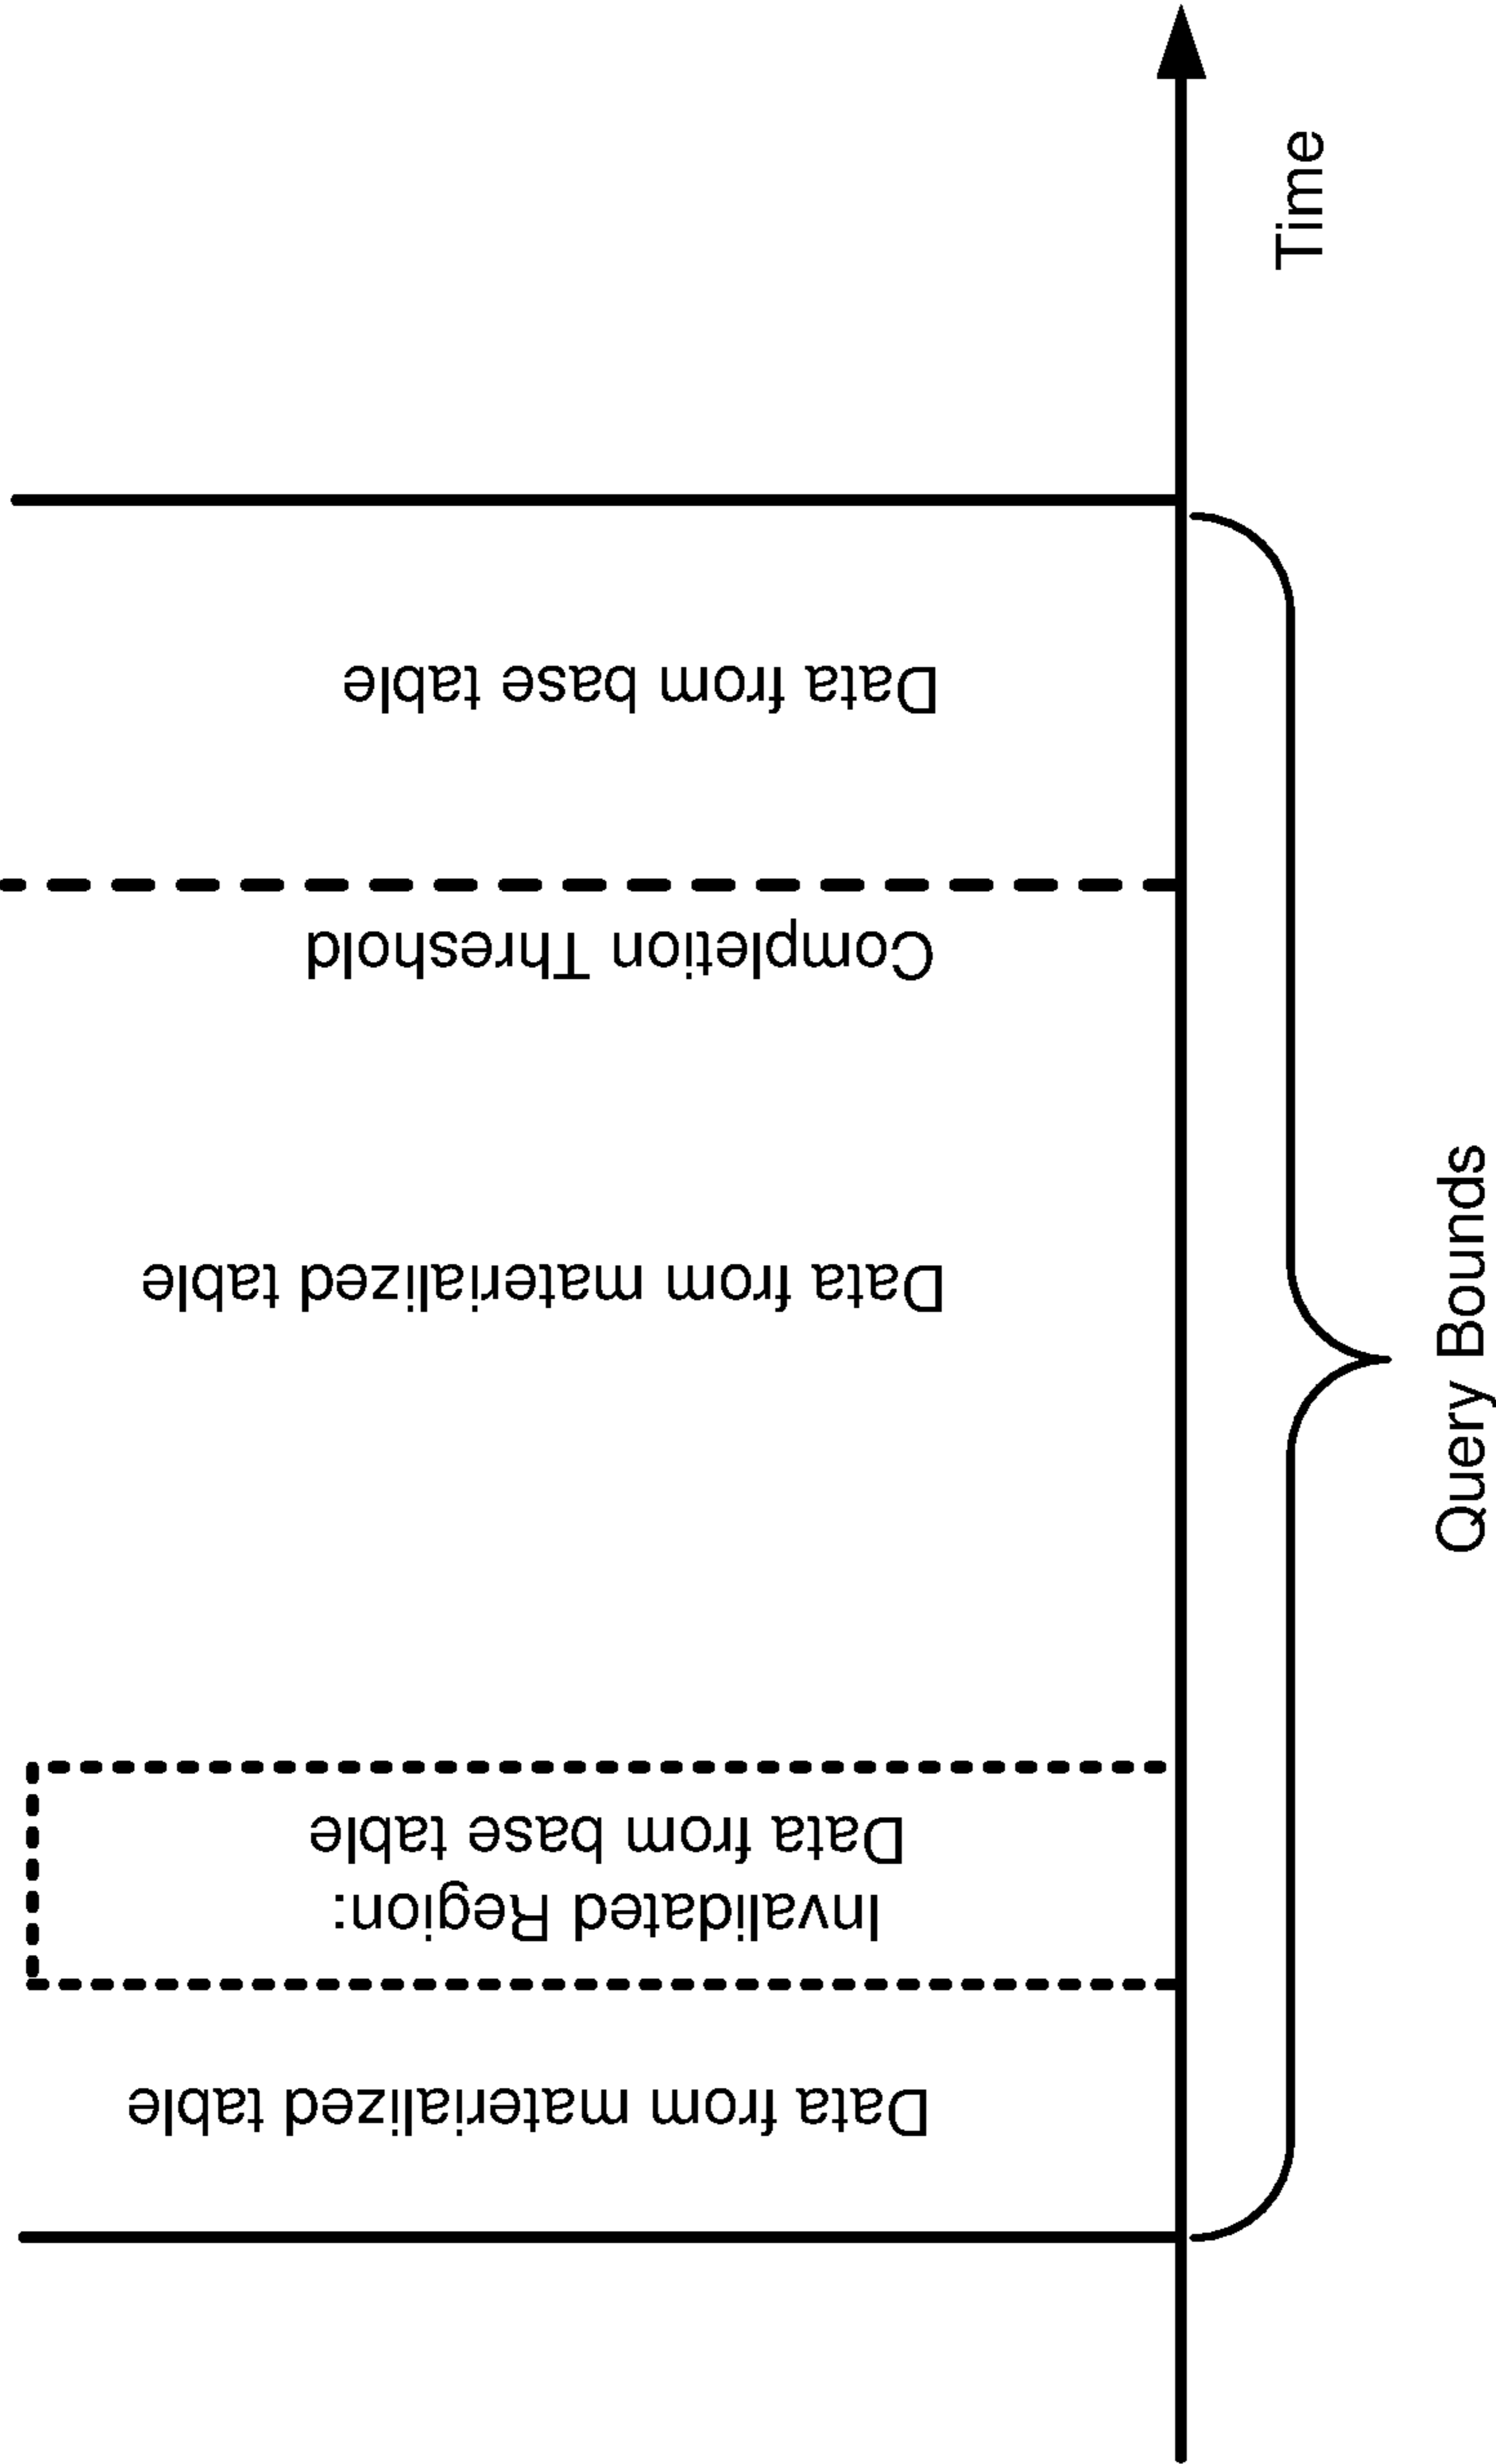 Data from materialized table
Invalidated Region:
Data from base table
Data from materialized table
Completion Threshold
Data from base table
Time
Query Bounds